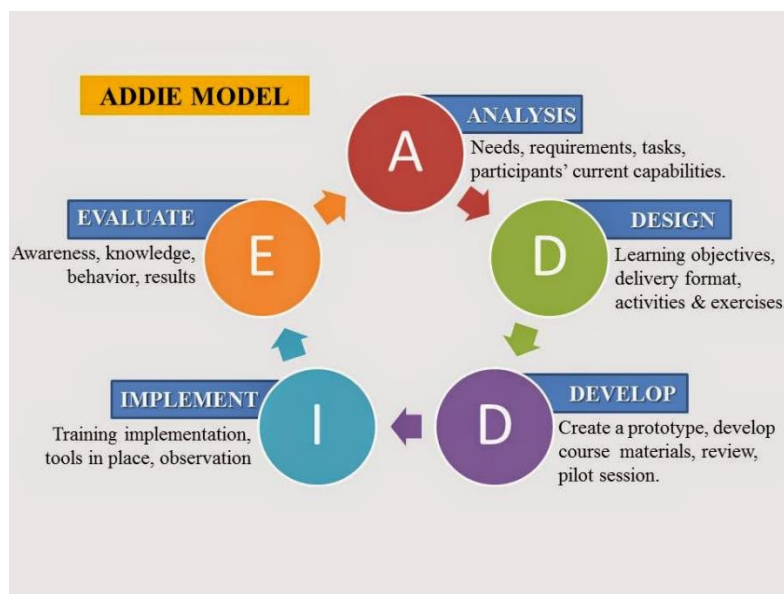 ADDIE MODEL
A
ANALYSIS
Needs, requirements, tasks,
participants’ current capabilities.
D
DESIGN
Learning objectives,
delivery format,
activities & exercises
D
DEVELOP
Create a prototype, develop
course materials, review,
pilot session.
I
IMPLEMENT
Training implementation,
tools in place, observation
E
EVALUATE
Awareness, knowledge,
behavior, results